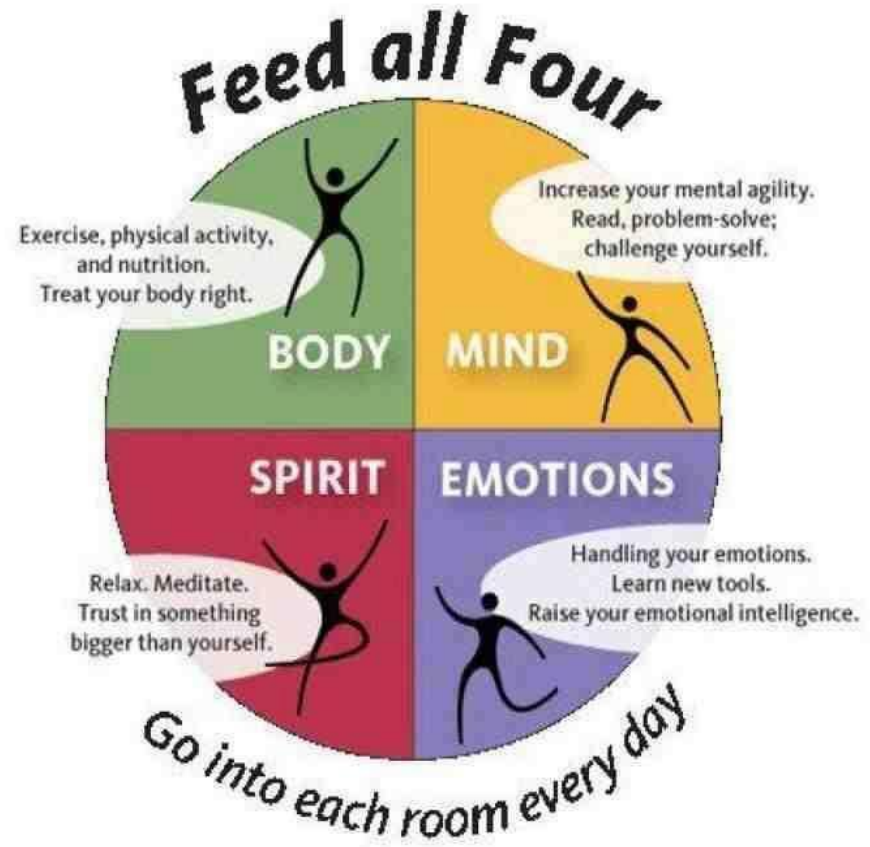 Feed all Four
Exercise, physical activity,
and nutrition.
Treat your body right.
BODY
Increase your mental agility.
Read, problem-solve;
challenge yourself.
MIND
SPIRIT
Relax. Meditate.
Trust in something
bigger than yourself.
EMOTIONS
Handling your emotions.
Learn new tools.
Raise your emotional intelligence.
Go into each room every day